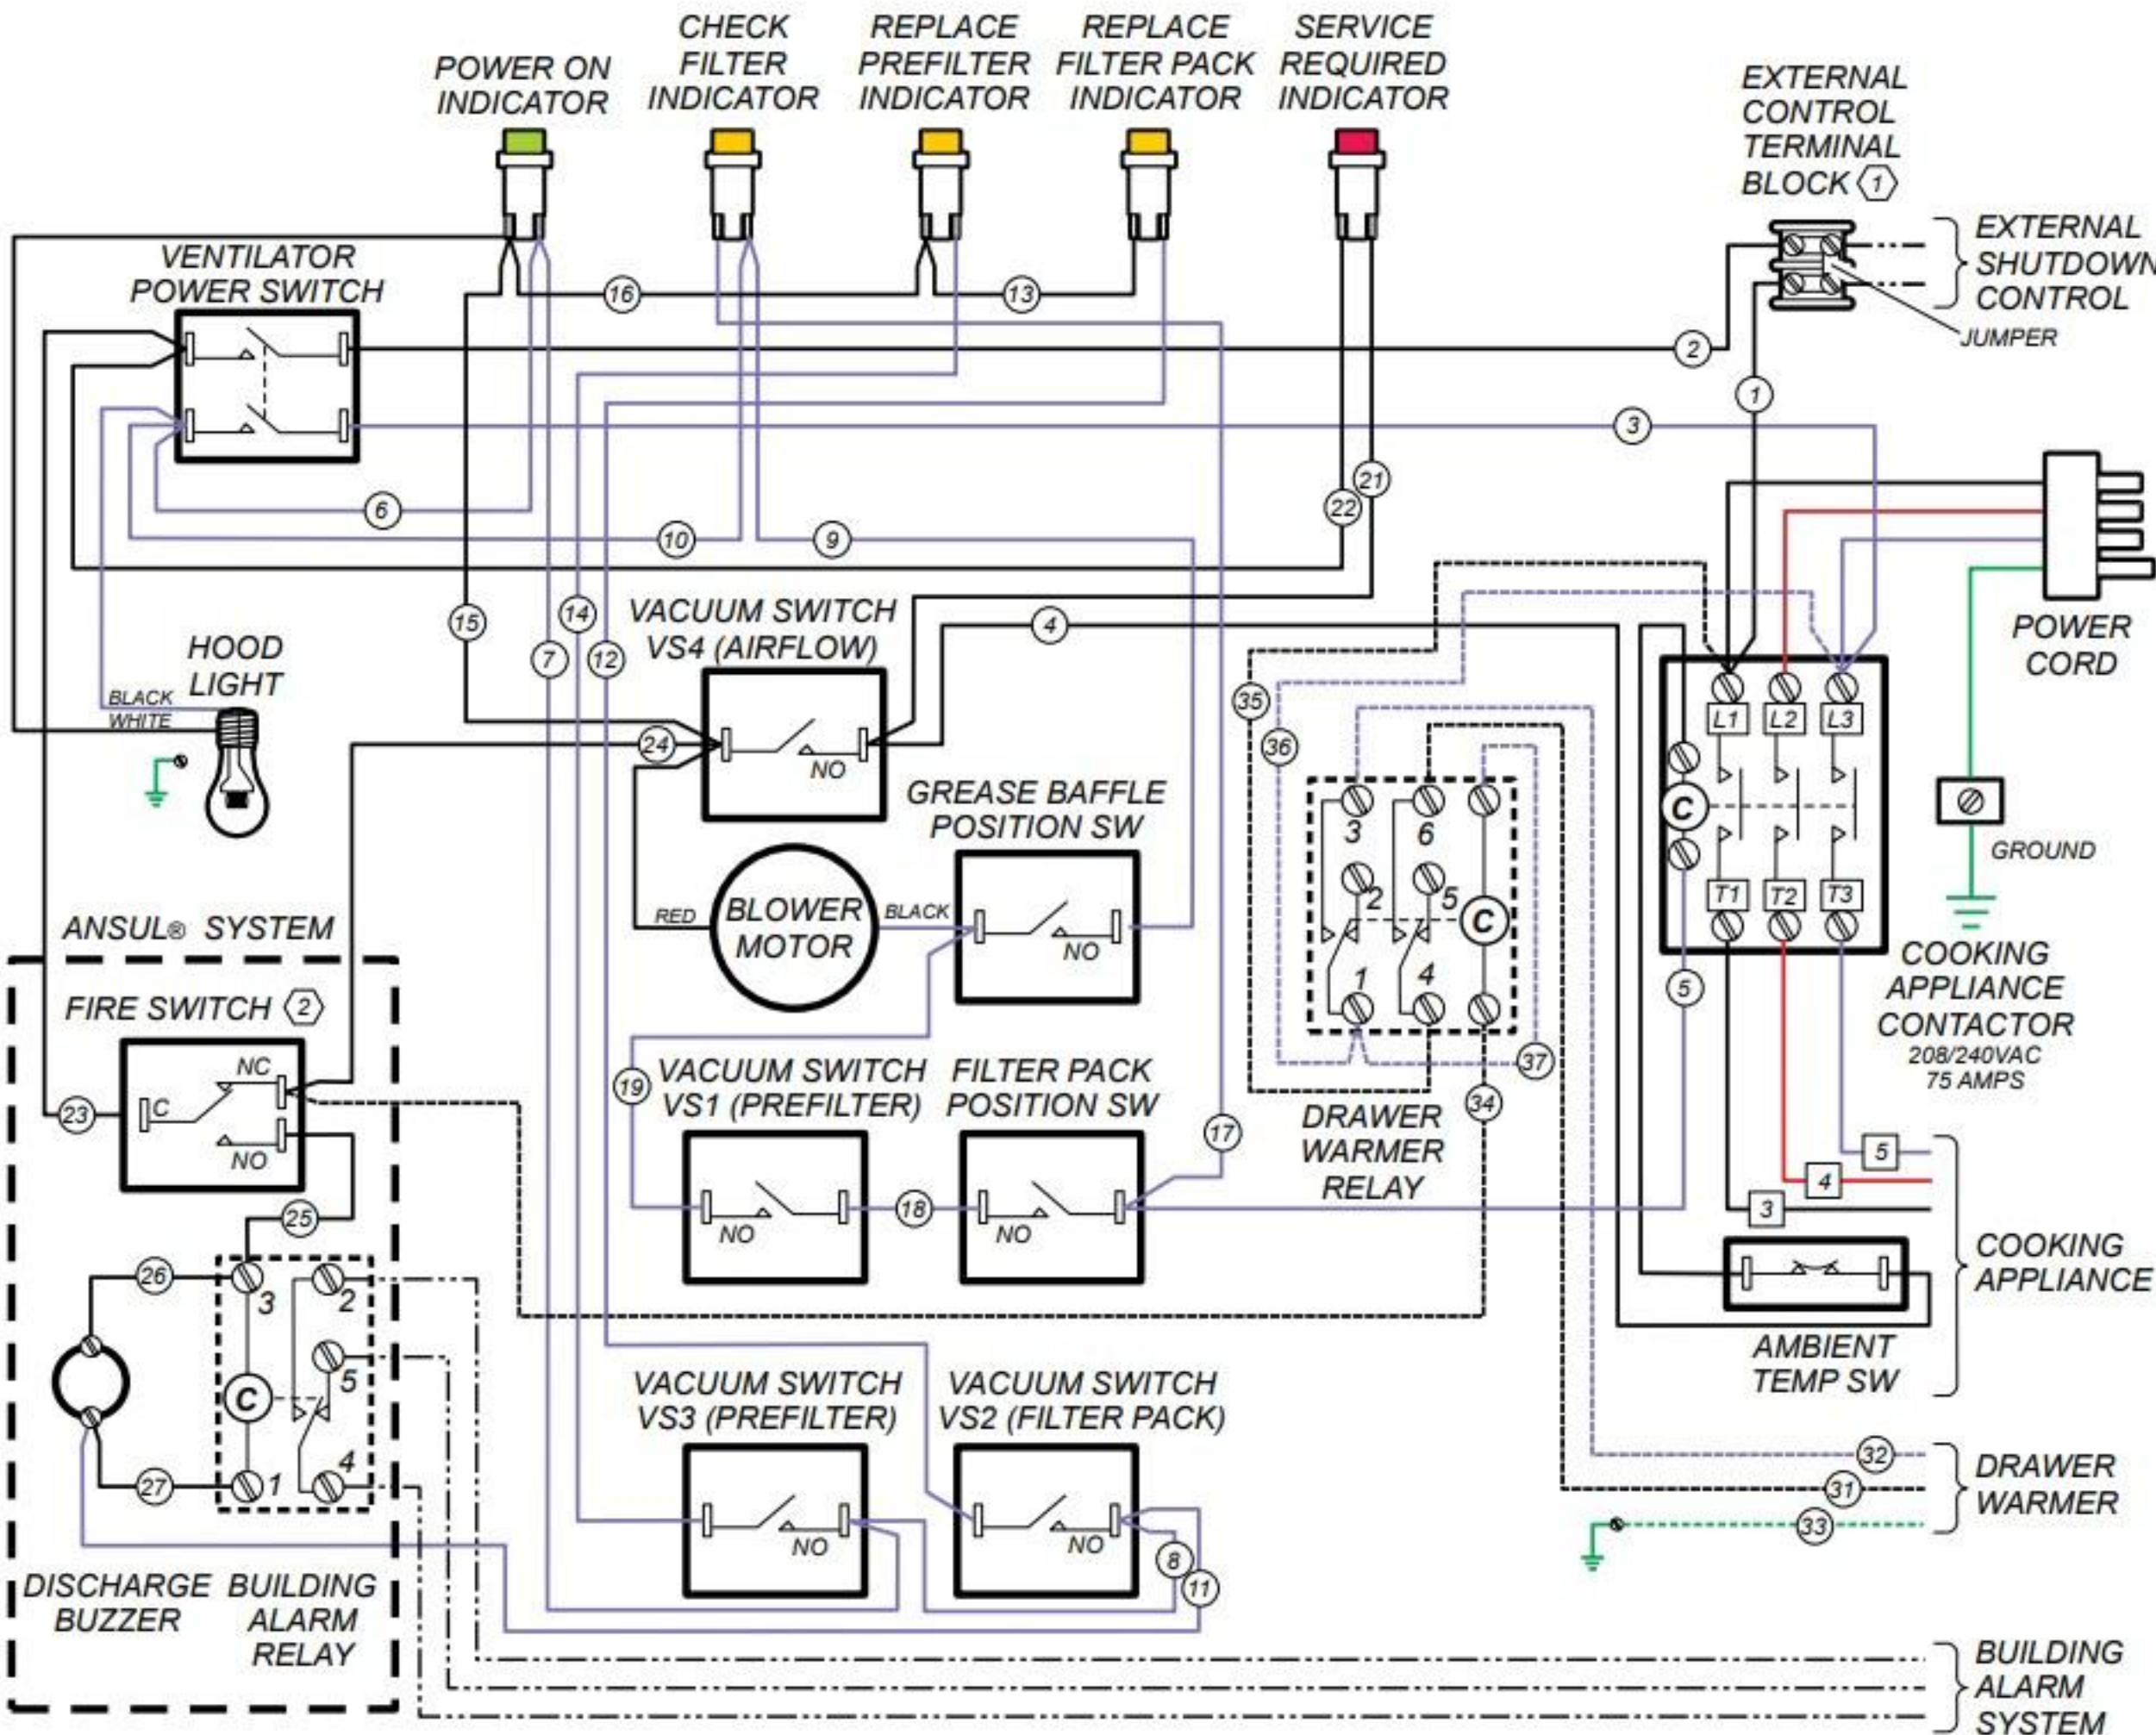 POWER ON
INDICATOR
CHECK
FILTER
INDICATOR
REPLACE
PREFILTER
INDICATOR
REPLACE
FILTER PACK
INDICATOR
SERVICE
REQUIRED
INDICATOR
EXTERNAL
CONTROL
TERMINAL
BLOCK 1
EXTERNAL
SHUTDOWN
CONTROL
JUMPER
VENTILATOR
POWER SWITCH
16
13
2
1
3
6
10
9
22
21
15
7
14
12
4
HOOD
LIGHT
BLACK
WHITE
VACUUM SWITCH
VS4 (AIRFLOW)
24
NO
35
36
POWER
CORD
L1
L2
L3
C
T1
T2
T3
GROUND
COOKING
APPLIANCE
CONTACTOR
208/240VAC
75 AMPS
GREASE BAFFLE
POSITION SW
NO
RED
BLOWER
MOTOR
BLACK
3
6
2
5
C
1
4
37
34
5
DRAWER
WARMER
RELAY
ANSUL® SYSTEM
FIRE SWITCH 2
NC
C
NO
23
25
19
VACUUM SWITCH
VS1 (PREFILTER)
NO
18
FILTER PACK
POSITION SW
NO
17
5
4
3
COOKING
APPLIANCE
AMBIENT
TEMP SW
26
3
2
5
C
4
1
27
VACUUM SWITCH
VS3 (PREFILTER)
NO
VACUUM SWITCH
VS2 (FILTER PACK)
NO
8
11
32
31
33
DRAWER
WARMER
DISCHARGE
BUZZER
BUILDING
ALARM
RELAY
BUILDING
ALARM
SYSTEM